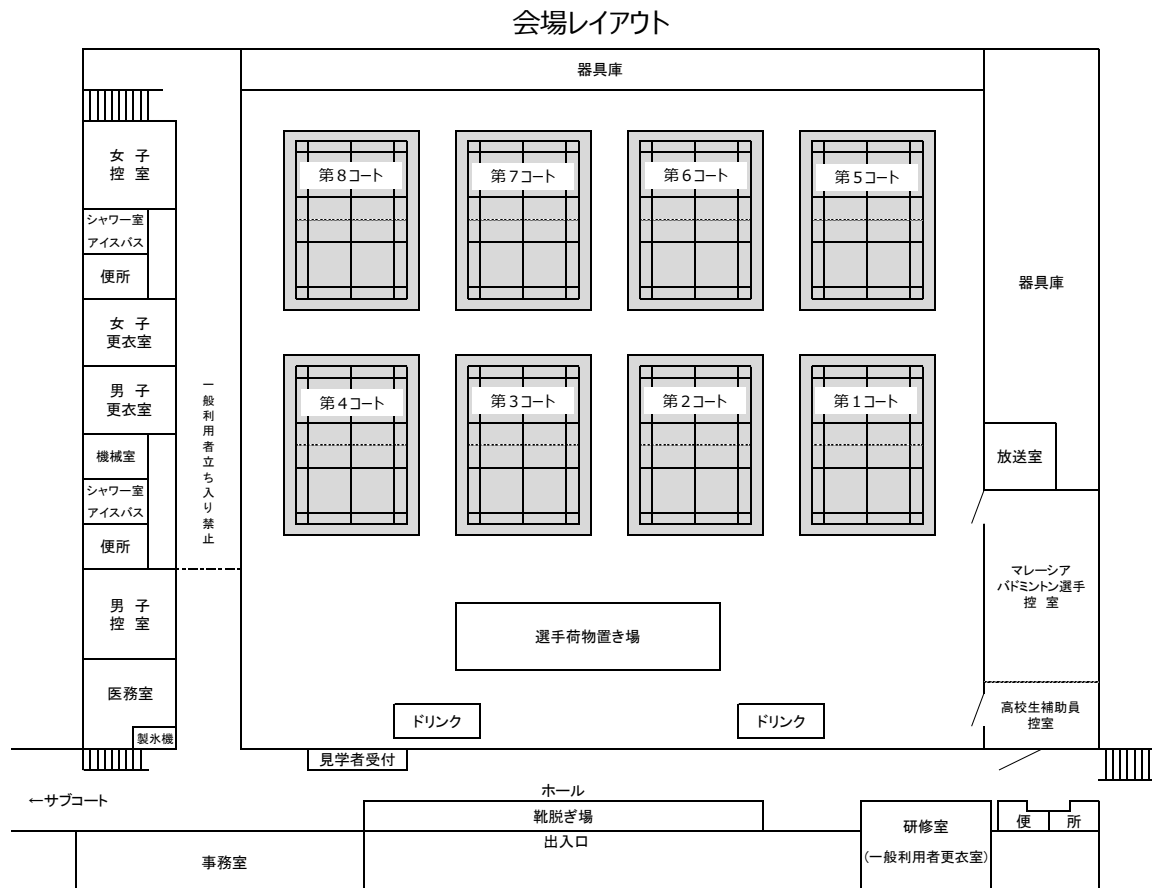 会場レイアウト
器具庫
女 子
控 室
シャワー室
アイスバス
便所
女 子
更衣室
男 子
更衣室
機械室
シャワー室
アイスバス
便所
男 子
控 室
医務室
製氷機
一般利用者立ち入り禁止
第8コート
第7コート
第6コート
第5コート
第4コート
第3コート
第2コート
第1コート
器具庫
放送室
マレーシア
バドミントン選手
控 室
高校生補助員
控室
選手荷物置き場
ドリンク
ドリンク
見学者受付
←サブコート
ホール
靴脱ぎ場
出入口
事務室
研修室
(一般利用者更衣室)
便 所